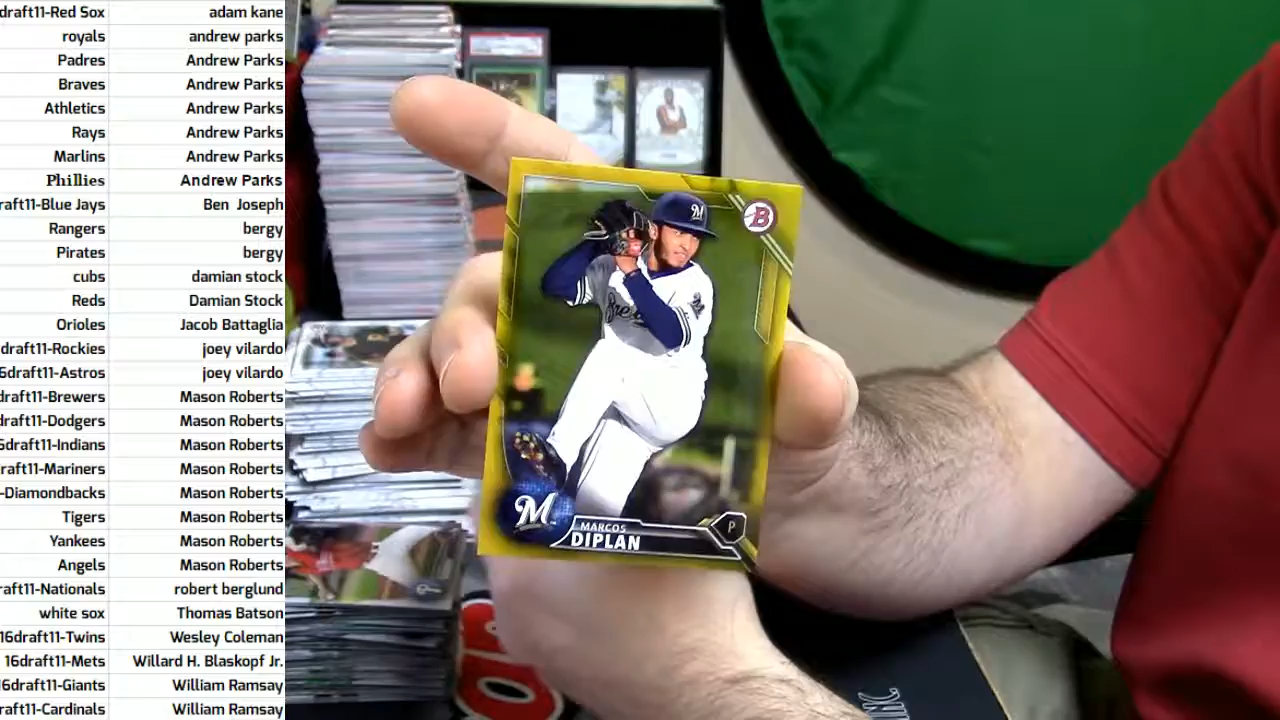 draft11-Red Sox adam kane
royals andrew parks
Padres Andrew Parks
Braves Andrew Parks
Athletics Andrew Parks
Rays Andrew Parks
Marlins Andrew Parks
Phillies Andrew Parks
raft11-Blue Jays Ben Joseph
Rangers bergy
Pirates bergy
cubs damian stock
Reds Damian Stock
Orioles Jacob Battaglia
draft11-Rockies joey vilardo
6draft11-Astros joey vilardo
draft11-Brewers Mason Roberts
draft11-Dodgers Mason Roberts
6draft11-Indians Mason Roberts
raft11-Mariners Mason Roberts
-Diamondbacks Mason Roberts
Tigers Mason Roberts
Yankees Mason Roberts
Angels Mason Roberts
raft11-Nationals robert berglund
white sox Thomas Batson
16draft11-Twins Wesley Coleman
16draft11-Mets Willard H. Blaskopf Jr.
16draft11-Giants William Ramsay
raft11-Cardinals William Ramsay
M
B
M
M
MARCOS
DIPLAN
P